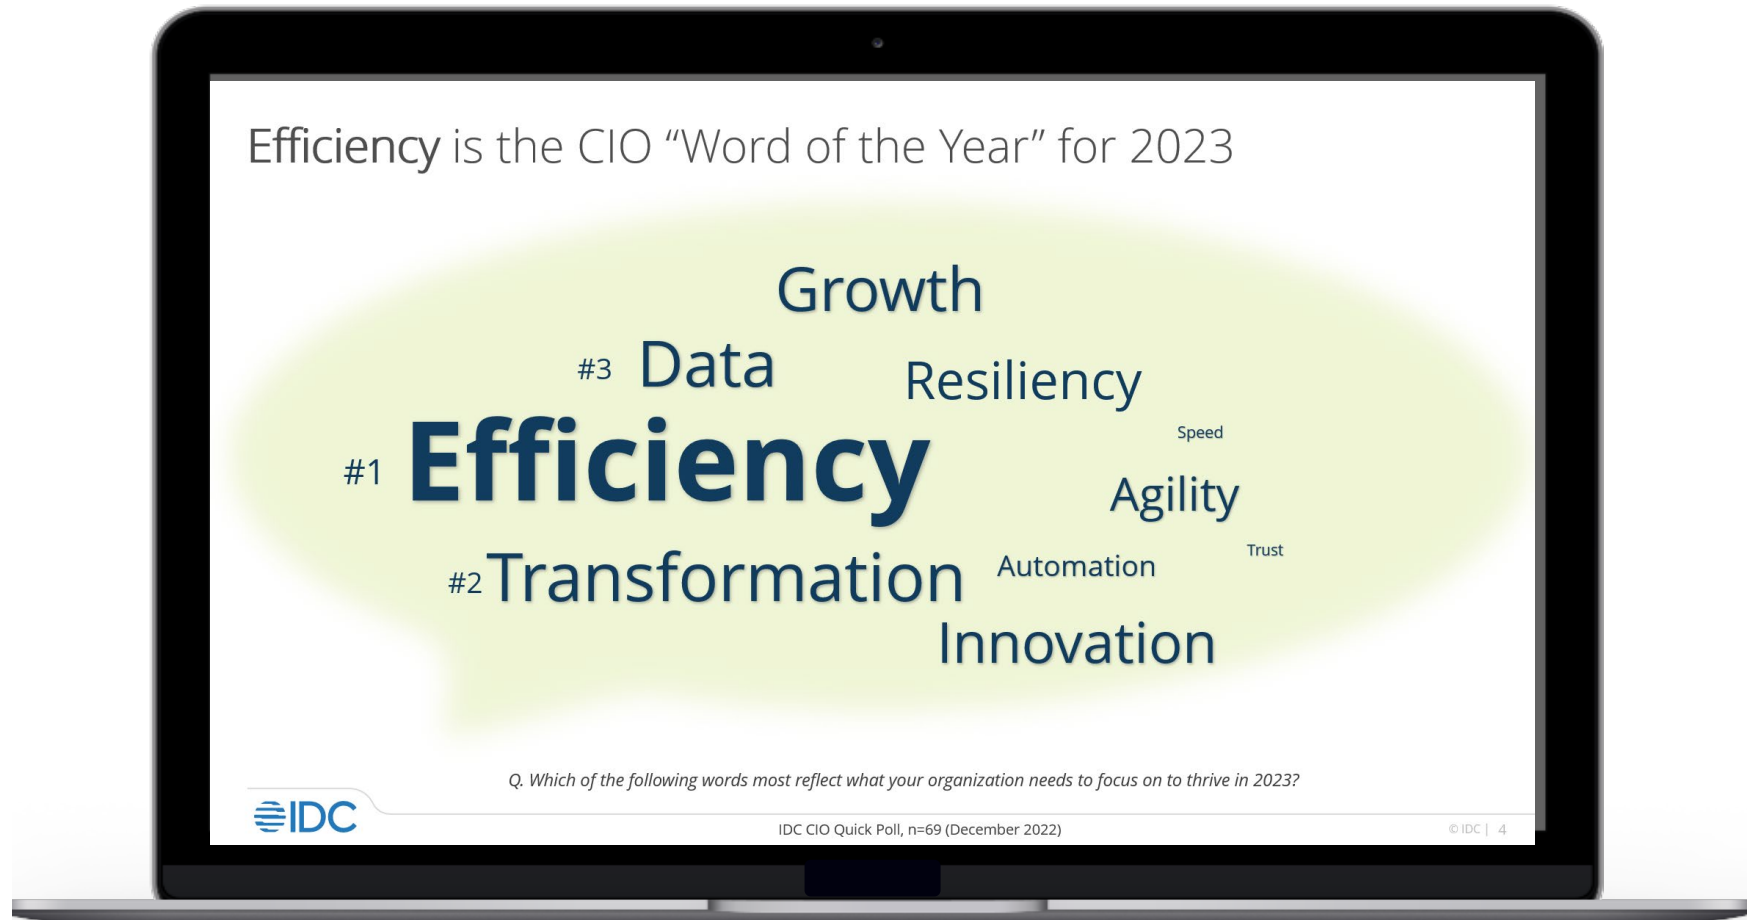 Efficiency is the CIO “Word of the Year” for 2023
Growth
#3 Data
Resiliency
Speed
#1 Efficiency
Agility
Trust
#2 Transformation
Automation
Innovation
Q. Which of the following words most reflect what your organization needs to focus on to thrive in 2023?
IDC
IDC CIO Quick Poll, n=69 (December 2022)
© IDC | 4